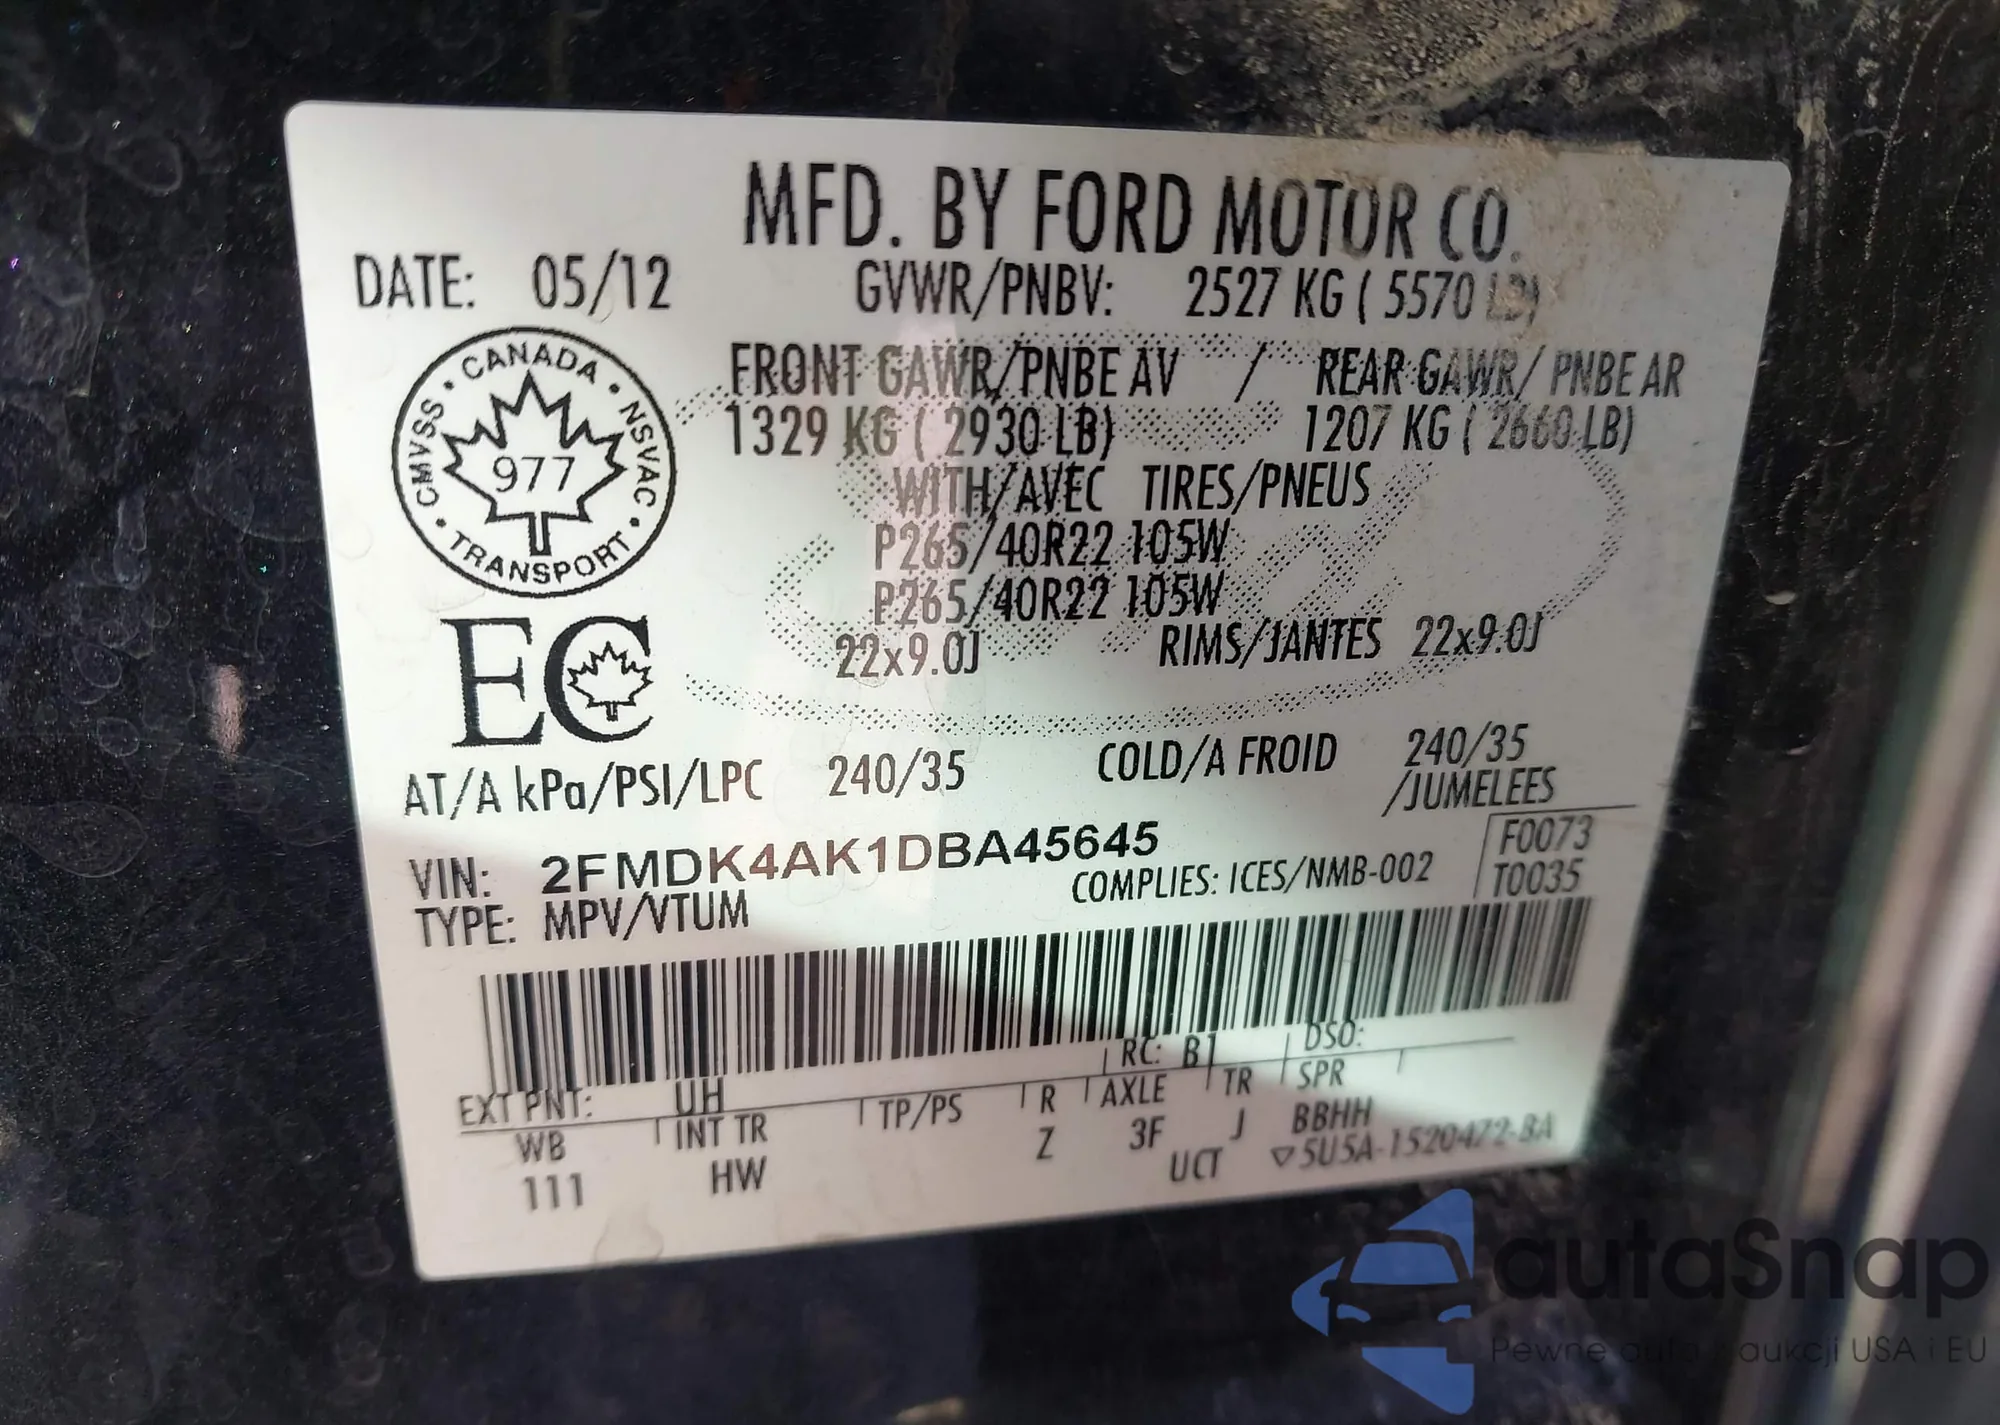 MFD. BY FORD MOTOR CO.
DATE: 05/12 GVWR/PNBV: 2527 KG ( 5570 LB)
FRONT GAWR/PNBE AV / REAR GAWR/ PNBE AR
1329 KG ( 2930 LB) 1207 KG ( 2660 LB)
WITH/AVEC TIRES/PNEUS
P265/40R22 105W
P265/40R22 105W
22x9.0J RIMS/JANTES 22x9.0J
CANADA • NSVAC • TRANSPORT • CMVSS •
977
EC
AT/A kPa/PSI/LPC 240/35 COLD/A FROID 240/35
/JUMELEES
VIN: 2FMDK4AK1DBA45645 F0073
COMPLIES: ICES/NMB-002 T0035
TYPE: MPV/VTUM
RC: B1 DSO:
EXT PNT: UH
WB INT TR TP/PS R AXLE TR SPR
111 HW Z 3F J BBHH
UCT ▽5U5A-1520472-BA
autaSnap
Pewne auta z aukcji USA i EU